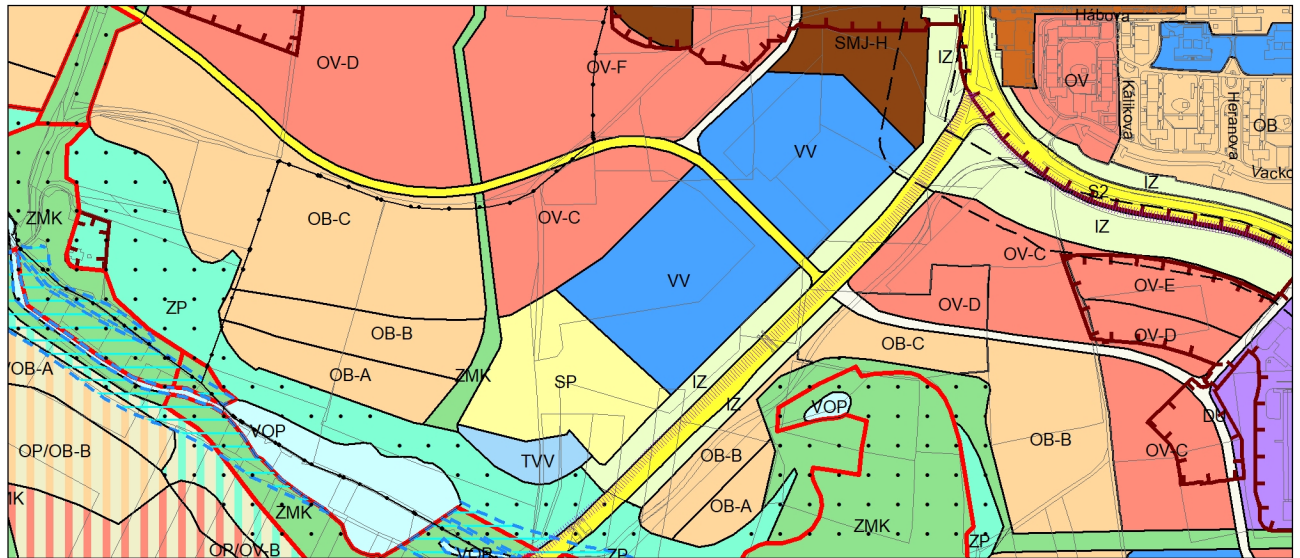 Hábova
SMJ-H
IZ
OV-D
OV-F
OV
Kálikova
Heranova
OB
VV
Vacko
S2
IZ
ZMK
OB-C
OV-C
IZ
OV-C
VV
OV-E
ZP
OV-D
OB-B
OV-D
OB-C
/OB-A
OB-A
ZMK
SP
IZ
IZ
VOP
DU
VOP
OB-B
OP/OB-B
OV-C
TVV
OB-B
MK
OB-A
ZMK
ZMK
ZP
OP/OV-B
VOP
ZP